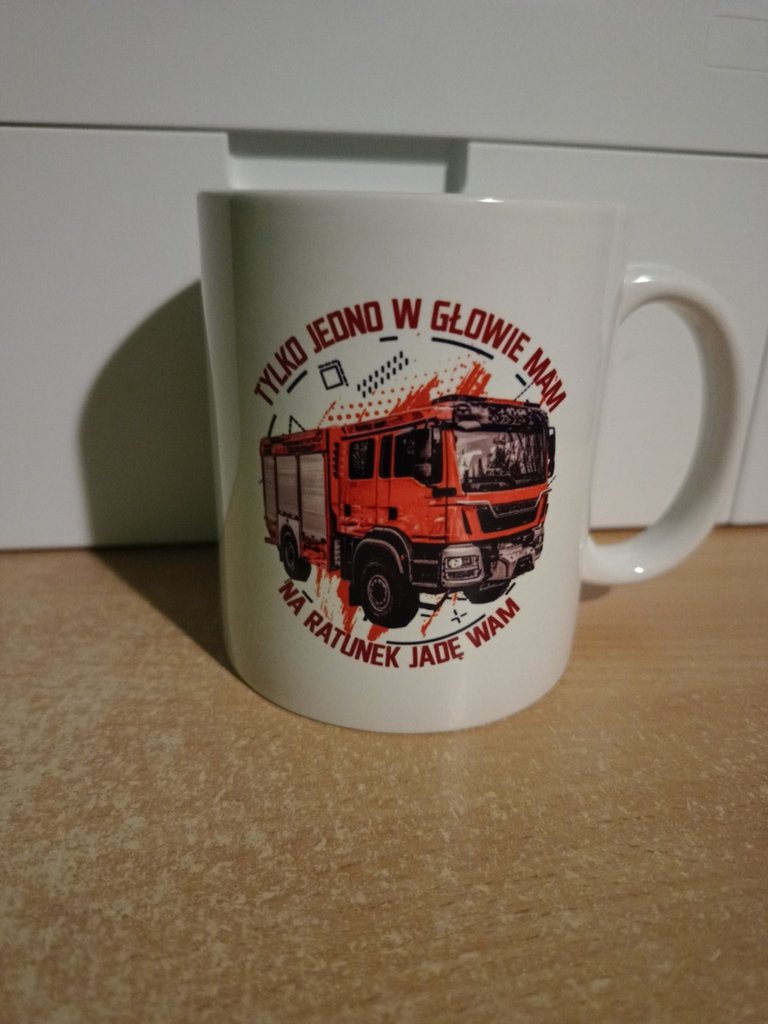 TYLKO JEDNO W GŁOWIE MAM
NA RATUNEK JADĘ WAM